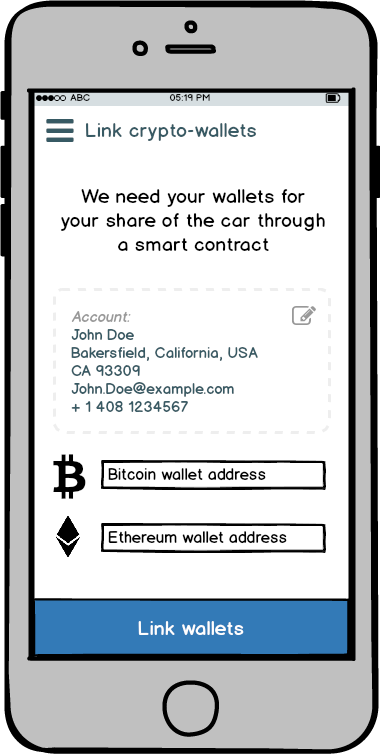 ABC 05:19 PM
Link crypto-wallets
We need your wallets for
your share of the car through
a smart contract
Account:
John Doe
Bakersfield, California, USA
CA 93309
John.Doe@example.com
+ 1 408 1234567
Bitcoin wallet address
Ethereum wallet address
Link wallets